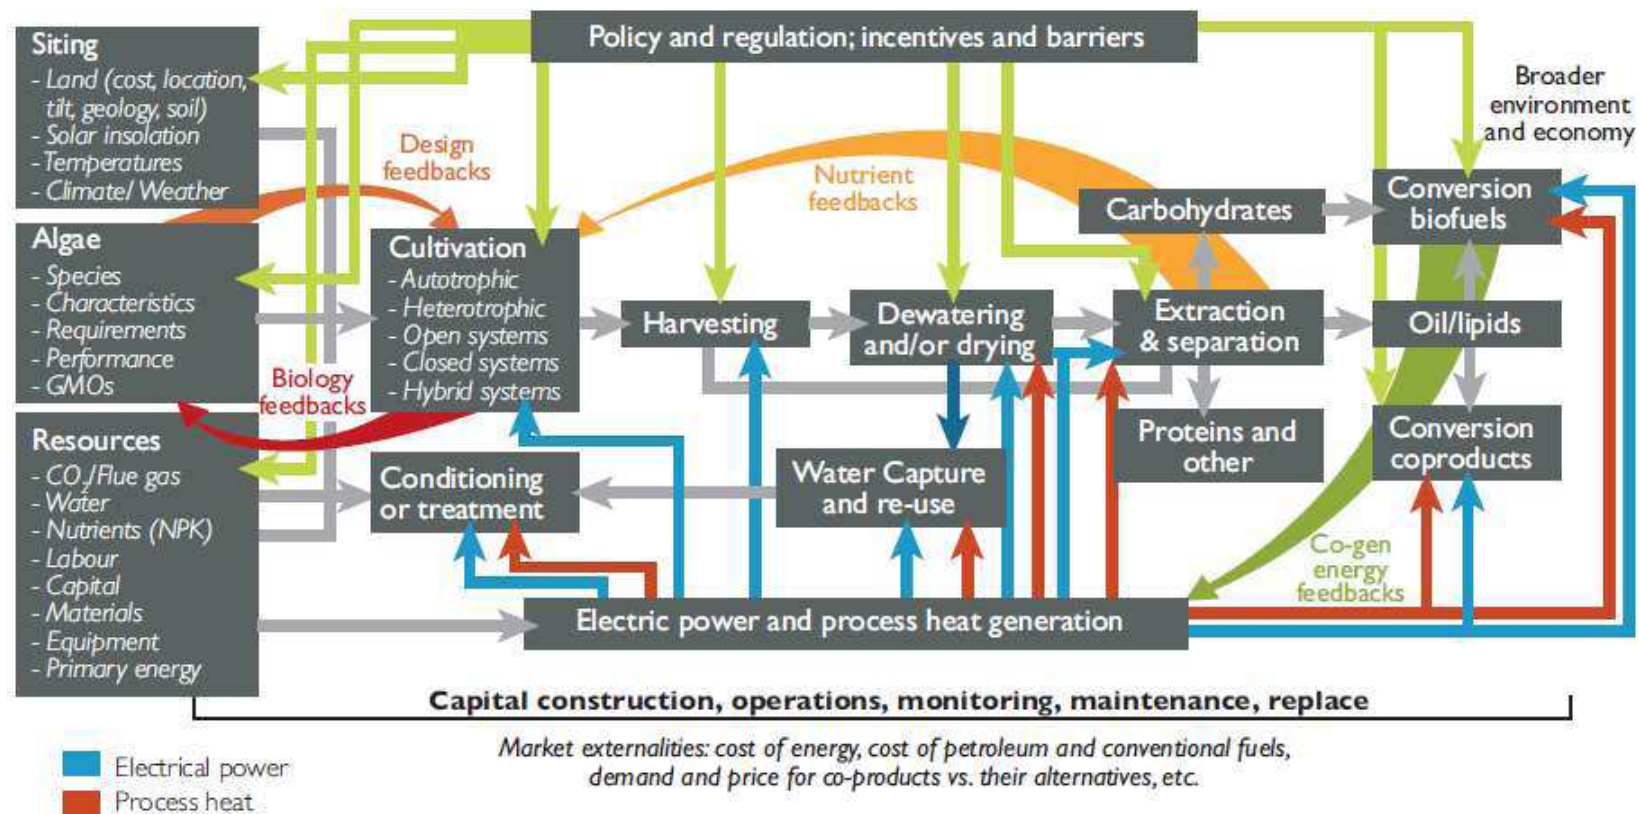 Policy and regulation; incentives and barriers
Siting
- Land (cost, location,
tilt, geology, soil)
- Solar insolation
- Temperatures
- Climate/ Weather
Algae
- Species
- Characteristics
- Requirements
- Performance
- GMOs
Resources
- CO₂/Flue gas
- Water
- Nutrients (NPK)
- Labour
- Capital
- Materials
- Equipment
- Primary energy
Design
feedbacks
Biology
feedbacks
Cultivation
- Autotrophic
- Heterotrophic
- Open systems
- Closed systems
- Hybrid systems
Conditioning
or treatment
Harvesting
Nutrient
feedbacks
Dewatering
and/or drying
Water Capture
and re-use
Carbohydrates
Extraction
& separation
Proteins and
other
Broader
environment
and economy
Conversion
biofuels
Oil/lipids
Conversion
coproducts
Co-gen
energy
feedbacks
Electric power and process heat generation
Capital construction, operations, monitoring, maintenance, replace
Market externalities: cost of energy, cost of petroleum and conventional fuels,
demand and price for co-products vs. their alternatives, etc.
Electrical power
Process heat